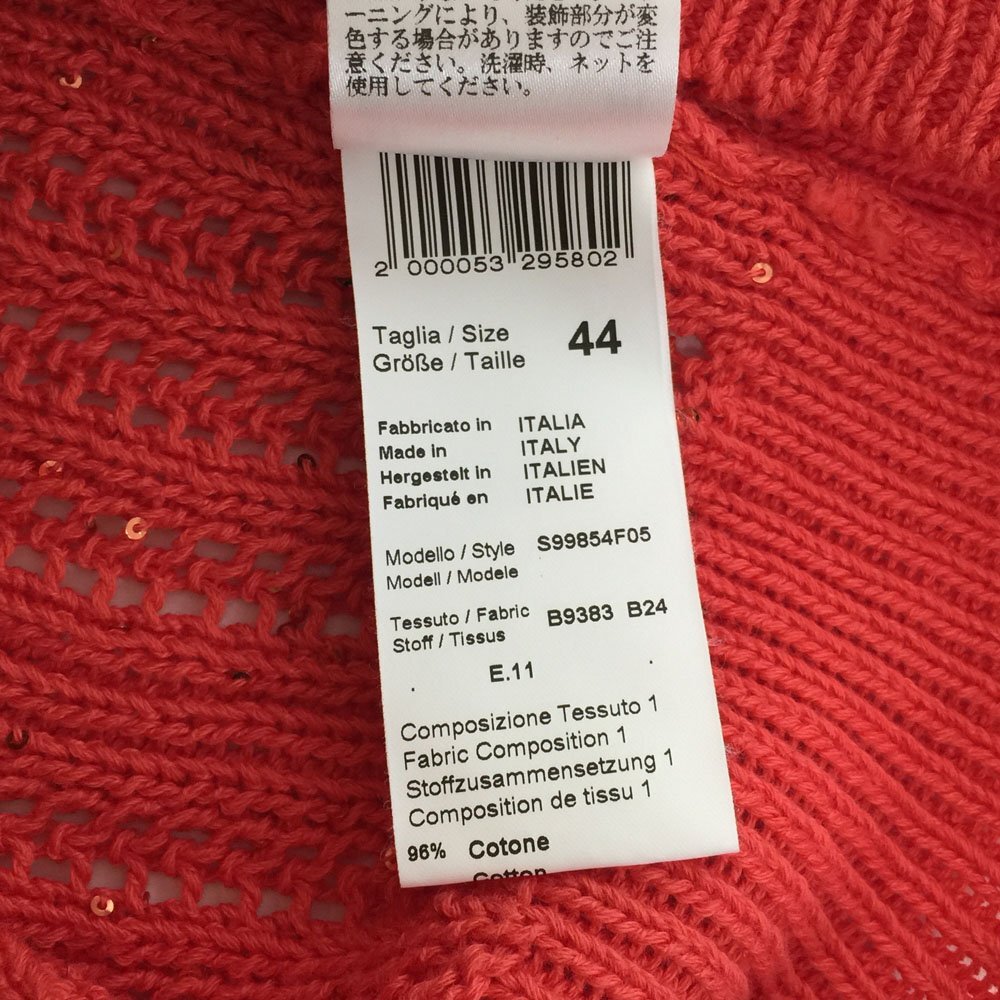 ーニングにより、装飾部分が変
色する場合がありますのでご注
意ください。洗濯時、ネットを
使用してください。
2 000053 295802
Taglia / Size 44
Größe / Taille
Fabbricato in ITALIA
Made in ITALY
Hergestelt in ITALIEN
Fabriqué en ITALIE
Modello / Style S99854F05
Modell / Modele
Tessuto / Fabric B9383 B24
Stoff / Tissus
E.11
Composizione Tessuto 1
Fabric Composition 1
Stoffzusammensetzung 1
Composition de tissu 1
96% Cotone
Cotton